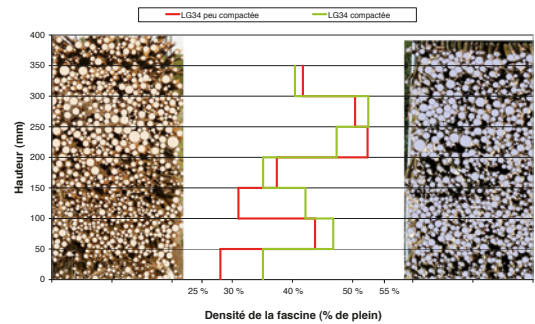 LG34 peu compactée LG34 compactée
400
350
300
250
200
150
100
50
0
Hauteur (mm)
25 % 30 % 40 % 50 % 55 %
Densité de la fascine (% de plein)